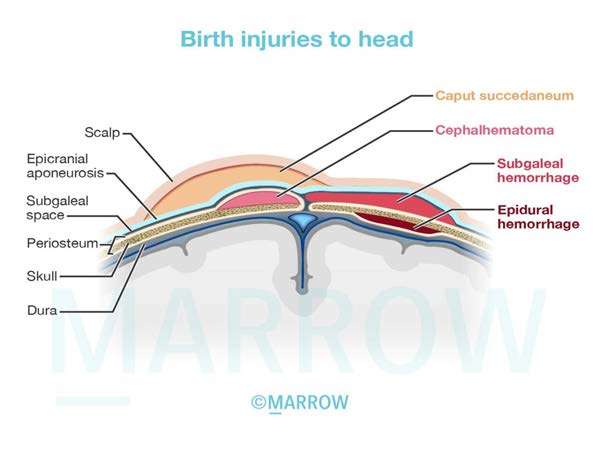 Birth injuries to head
Caput succedaneum
Cephalhematoma
Subgaleal
hemorrhage
Epidural
hemorrhage
Scalp
Epicranial
aponeurosis
Subgaleal
space
Periosteum
Skull
Dura
MARROW
©MARROW